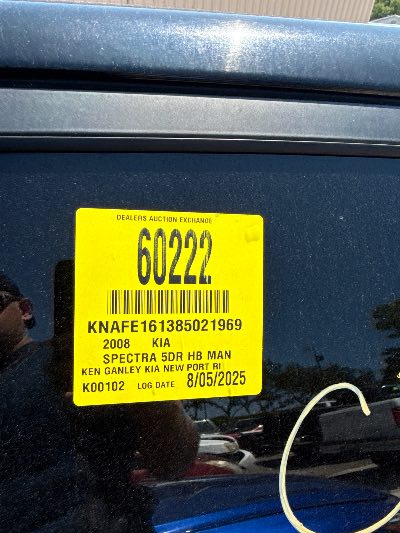 DEALERS AUCTION EXCHANGE
60222
KNAFE161385021969
2008 KIA
SPECTRA 5DR HB MAN
KEN GANLEY KIA NEW PORT RI
K00102 LOG DATE 8/05/2025